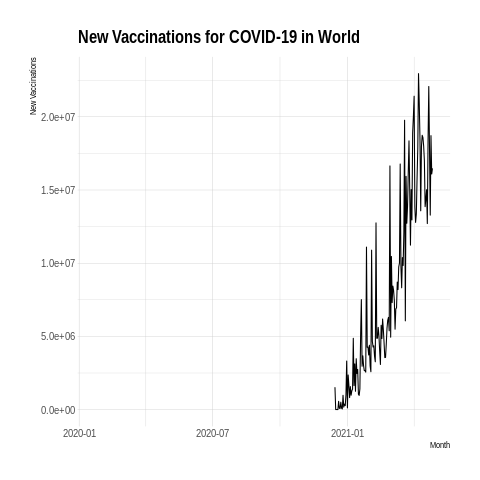 New Vaccinations for COVID-19 in World
New Vaccinations
2.0e+07
1.5e+07
1.0e+07
5.0e+06
0.0e+00
2020-01 2020-07 2021-01
Month